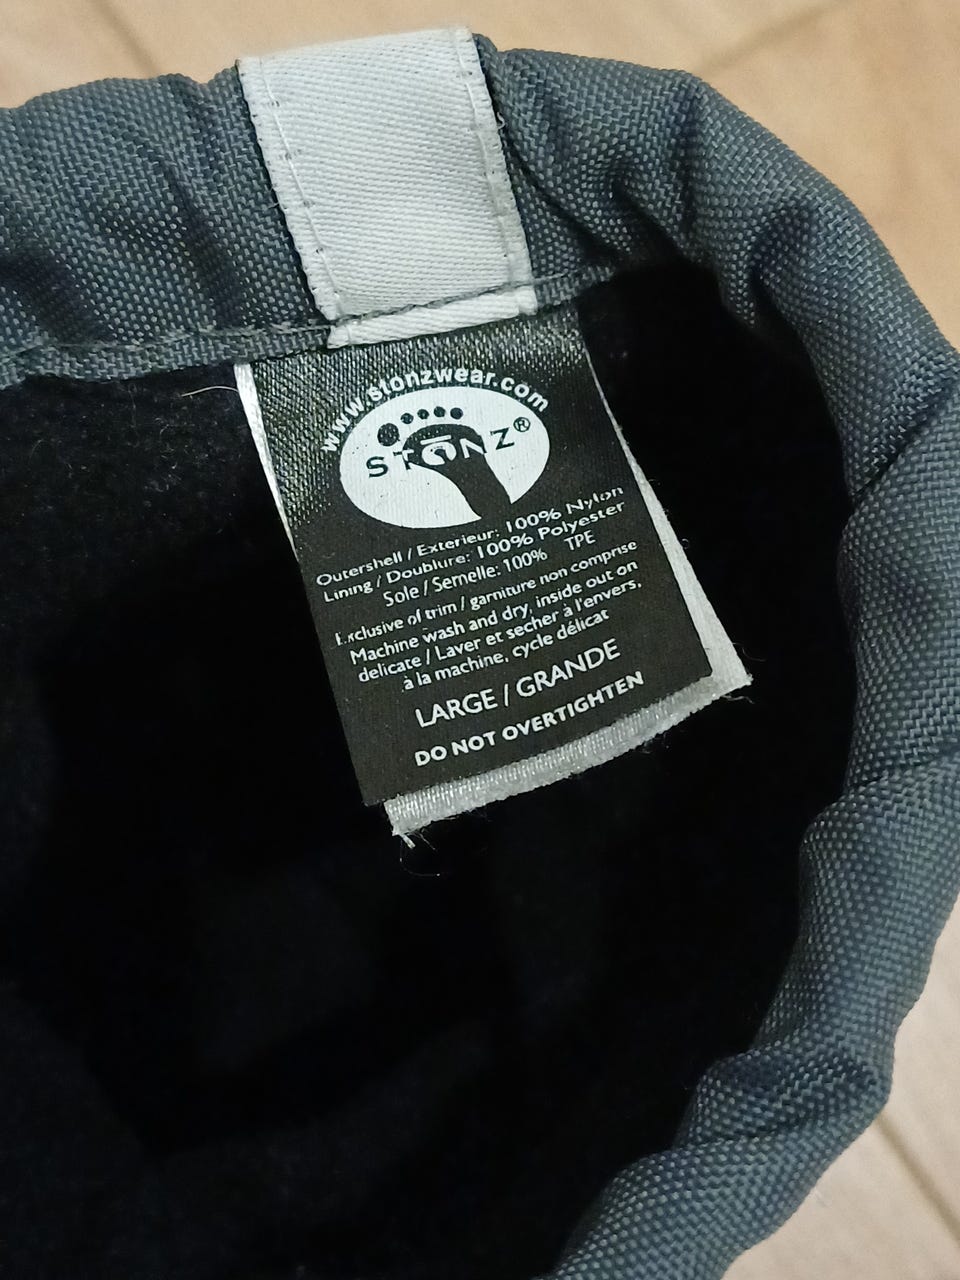 www.stonzwear.com
STŌNZ®
Outershell / Exterieur: 100% Nylon
Lining / Doublure: 100% Polyester
Sole / Semelle: 100% TPE
Exclusive of trim / garniture non comprise
Machine wash and dry, inside out on
delicate / Laver et secher à l'envers,
à la machine, cycle délicat
LARGE / GRANDE
DO NOT OVERTIGHTEN